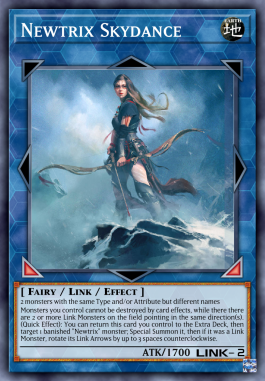 Newtrix Skydance
EARTH
地
[ Fairy / Link / Effect ]
2 monsters with the same Type and/or Attribute but different names
Monsters you control cannot be destroyed by card effects, while there there
are 2 or more Link Monsters on the field pointing in the same direction(s).
(Quick Effect): You can return this card you control to the Extra Deck, then
target 1 banished "Newtrix" monster; Special Summon it, then if it was a Link
Monster, rotate its Link Arrows by up to 3 spaces counterclockwise.
ATK/1700 LINK-2